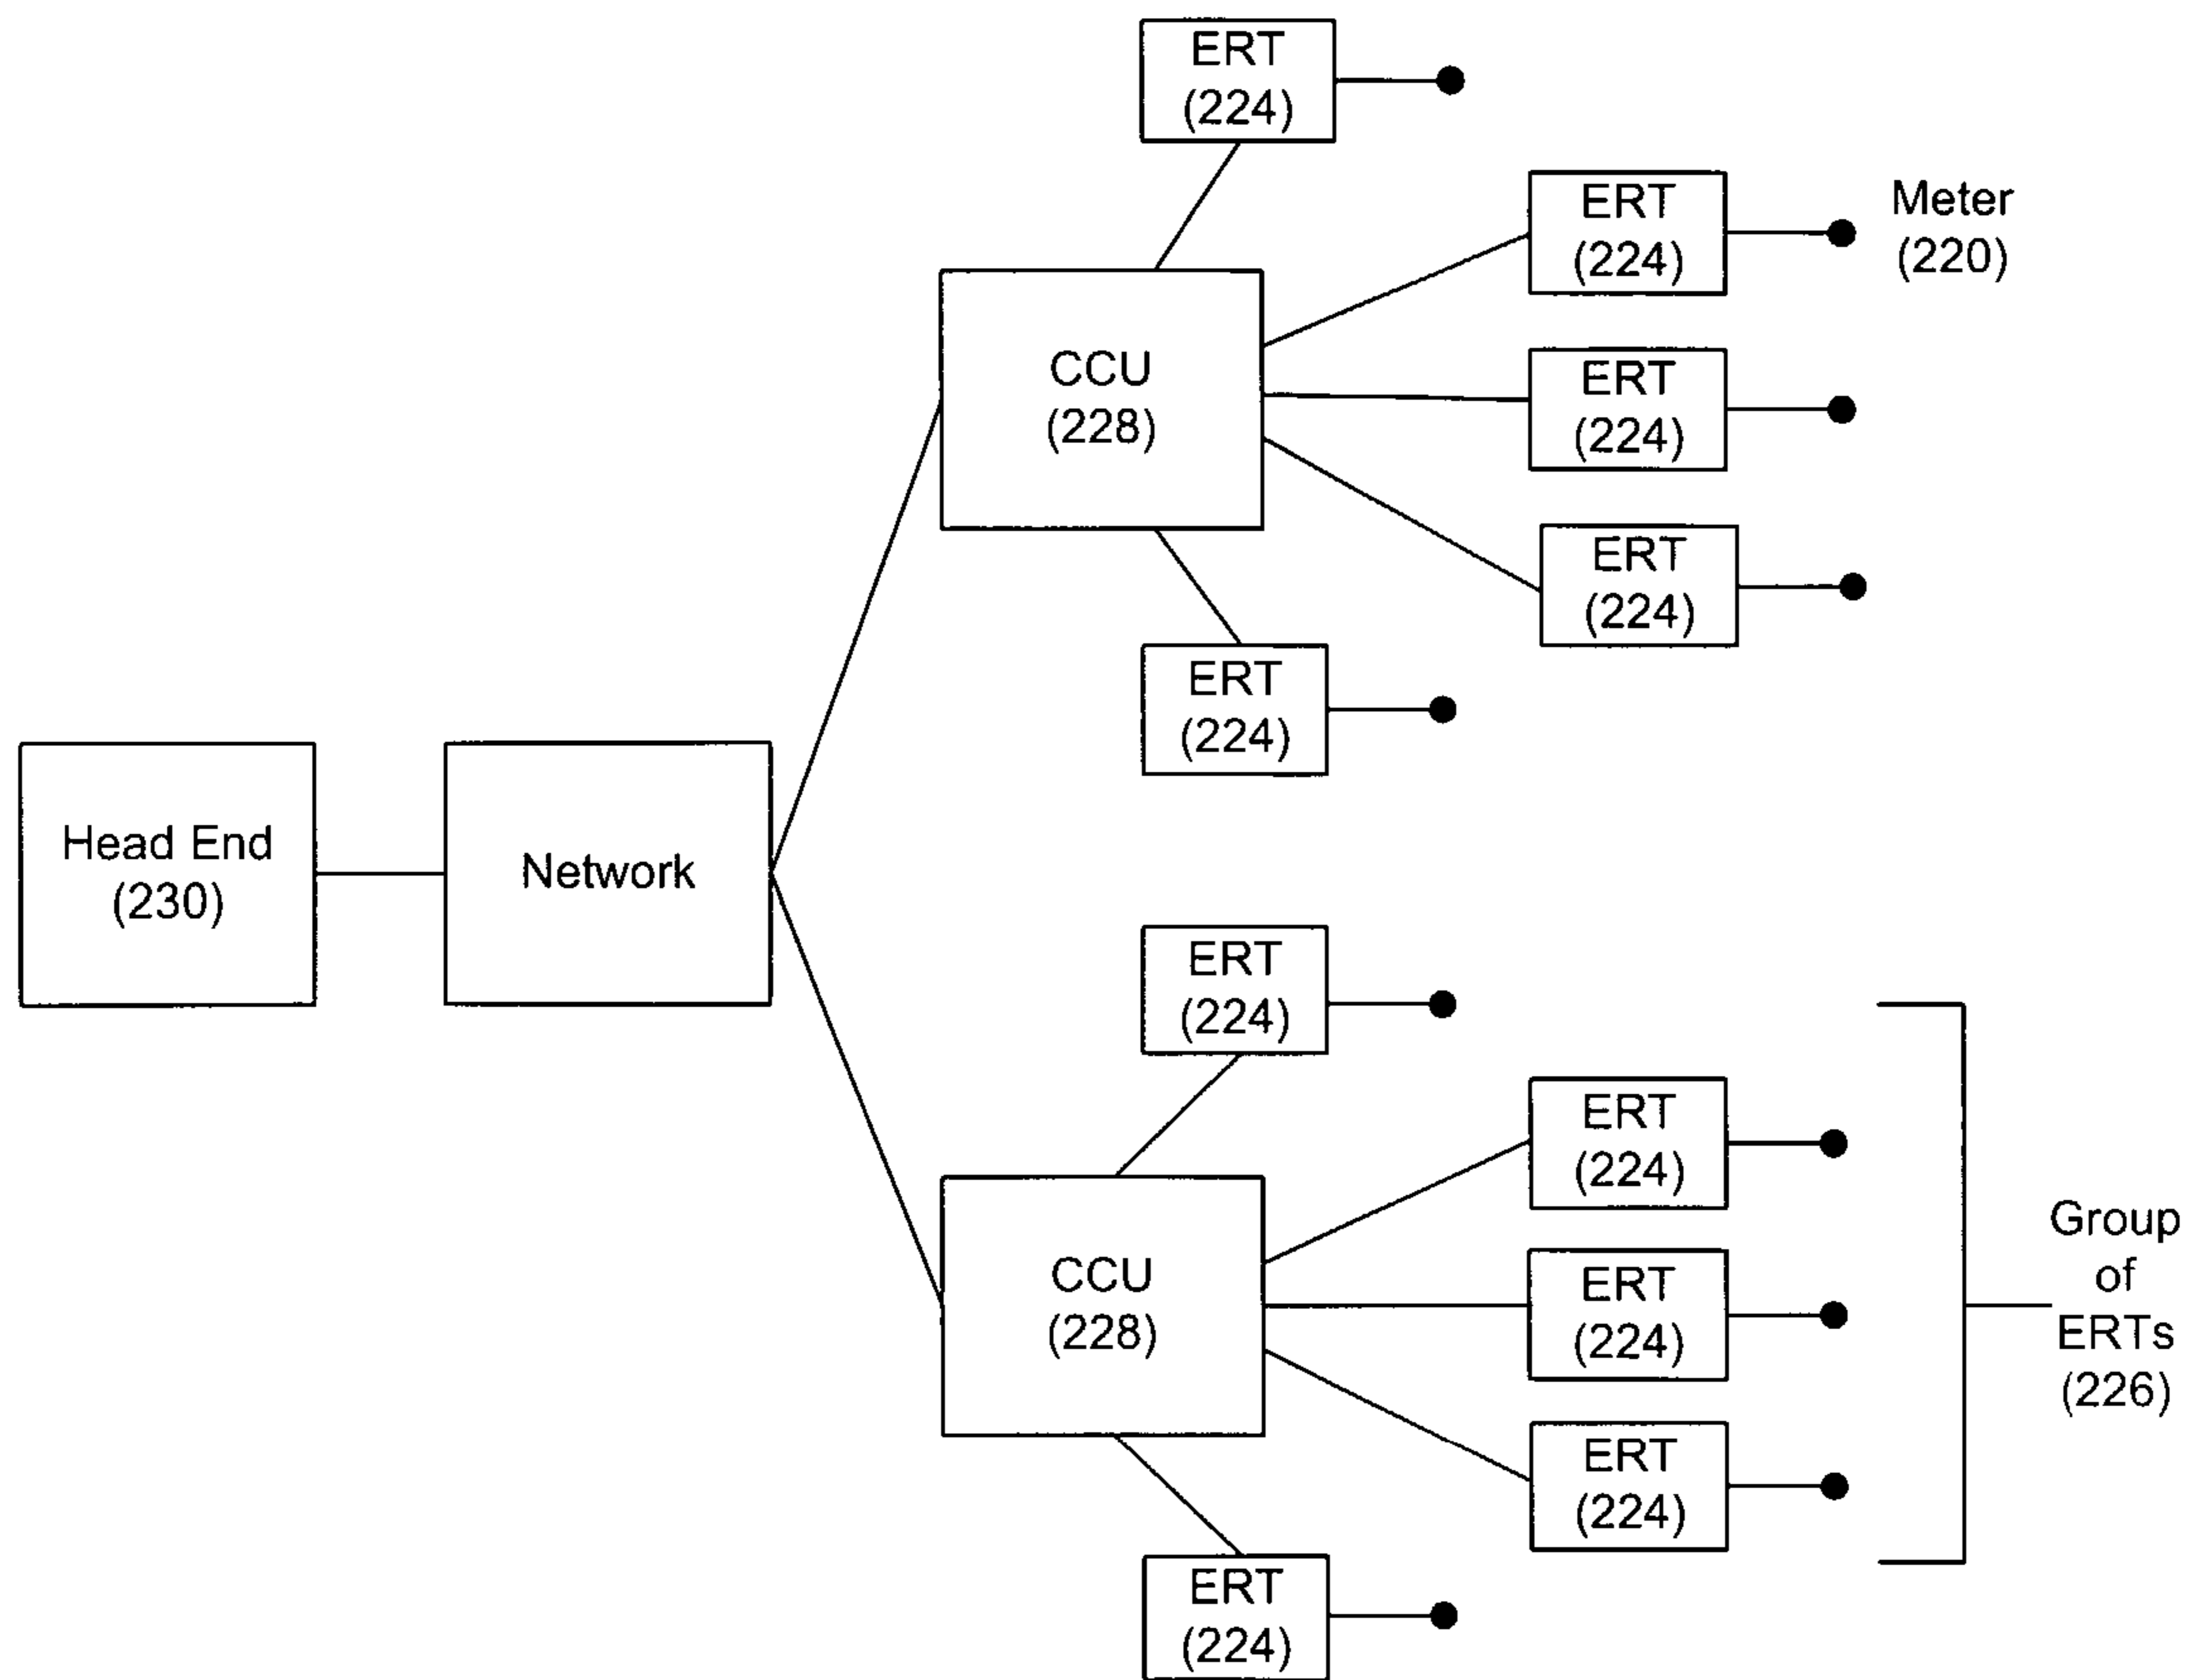 ERT
(224)
ERT
(224)
Meter
(220)
CCU
(228)
ERT
(224)
ERT
(224)
ERT
(224)
Head End
(230)
Network
ERT
(224)
ERT
(224)
CCU
(228)
ERT
(224)
Group
of
ERTs
(226)
ERT
(224)
ERT
(224)